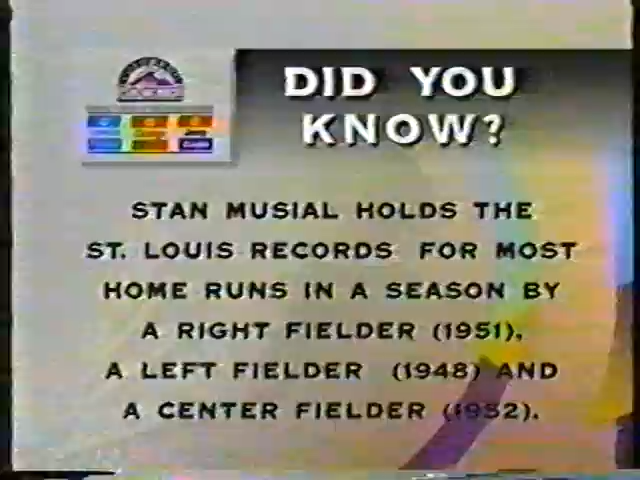 DID YOU
KNOW?
STAN MUSIAL HOLDS THE
ST. LOUIS RECORDS FOR MOST
HOME RUNS IN A SEASON BY
A RIGHT FIELDER (1951),
A LEFT FIELDER (1948) AND
A CENTER FIELDER (1952).